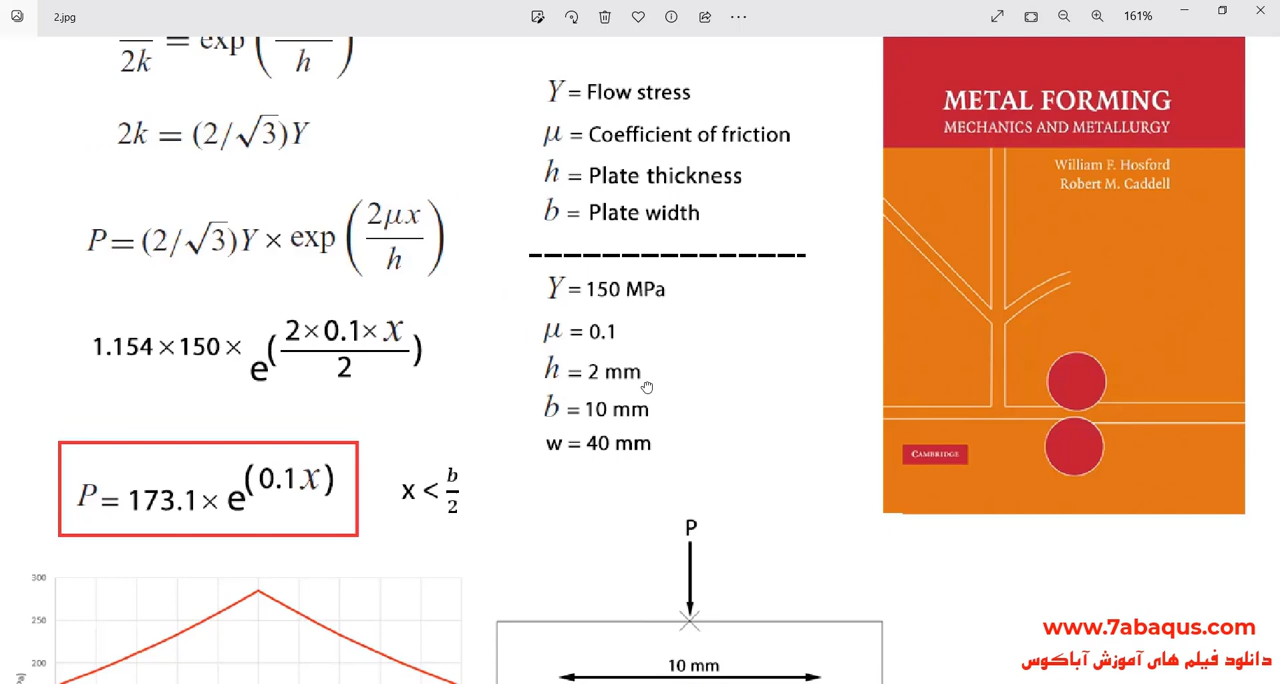 2.jpg
161%
2k = exp ( h )
2k = (2/√3)Y
P = (2/√3)Y × exp (2μx / h)
1.154 × 150 × e(2×0.1×x / 2)
P = 173.1 × e(0.1x)
x < b/2
300
250
200
Y = Flow stress
μ = Coefficient of friction
h = Plate thickness
b = Plate width
Y = 150 MPa
μ = 0.1
h = 2 mm
b = 10 mm
w = 40 mm
P
10 mm
METAL FORMING
MECHANICS AND METALLURGY
William F. Hosford
Robert M. Caddell
CAMBRIDGE
www.7abaqus.com
دانلود فیلم های آموزش آباکوس